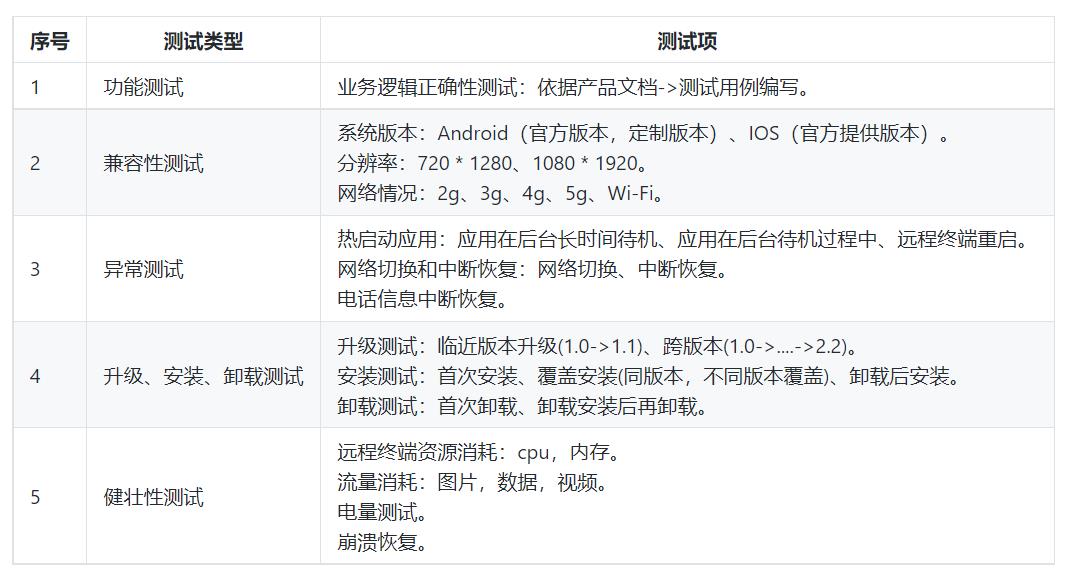 序号 测试类型 测试项
1 功能测试 业务逻辑正确性测试：依据产品文档->测试用例编写。
系统版本：Android（官方版本，定制版本）、IOS（官方提供版本）。
2 兼容性测试 分辨率：720 * 1280、1080 * 1920。
网络情况：2g、3g、4g、5g、Wi-Fi。
热启动应用：应用在后台长时间待机、应用在后台待机过程中、远程终端重启。
3 异常测试 网络切换和中断恢复：网络切换、中断恢复。
电话信息中断恢复。
升级测试：临近版本升级(1.0->1.1)、跨版本(1.0->....->2.2)。
4 升级、安装、卸载测试 安装测试：首次安装、覆盖安装(同版本，不同版本覆盖)、卸载后安装。
卸载测试：首次卸载、卸载安装后再卸载。
远程终端资源消耗：cpu，内存。
流量消耗：图片，数据，视频。
5 健壮性测试
电量测试。
崩溃恢复。